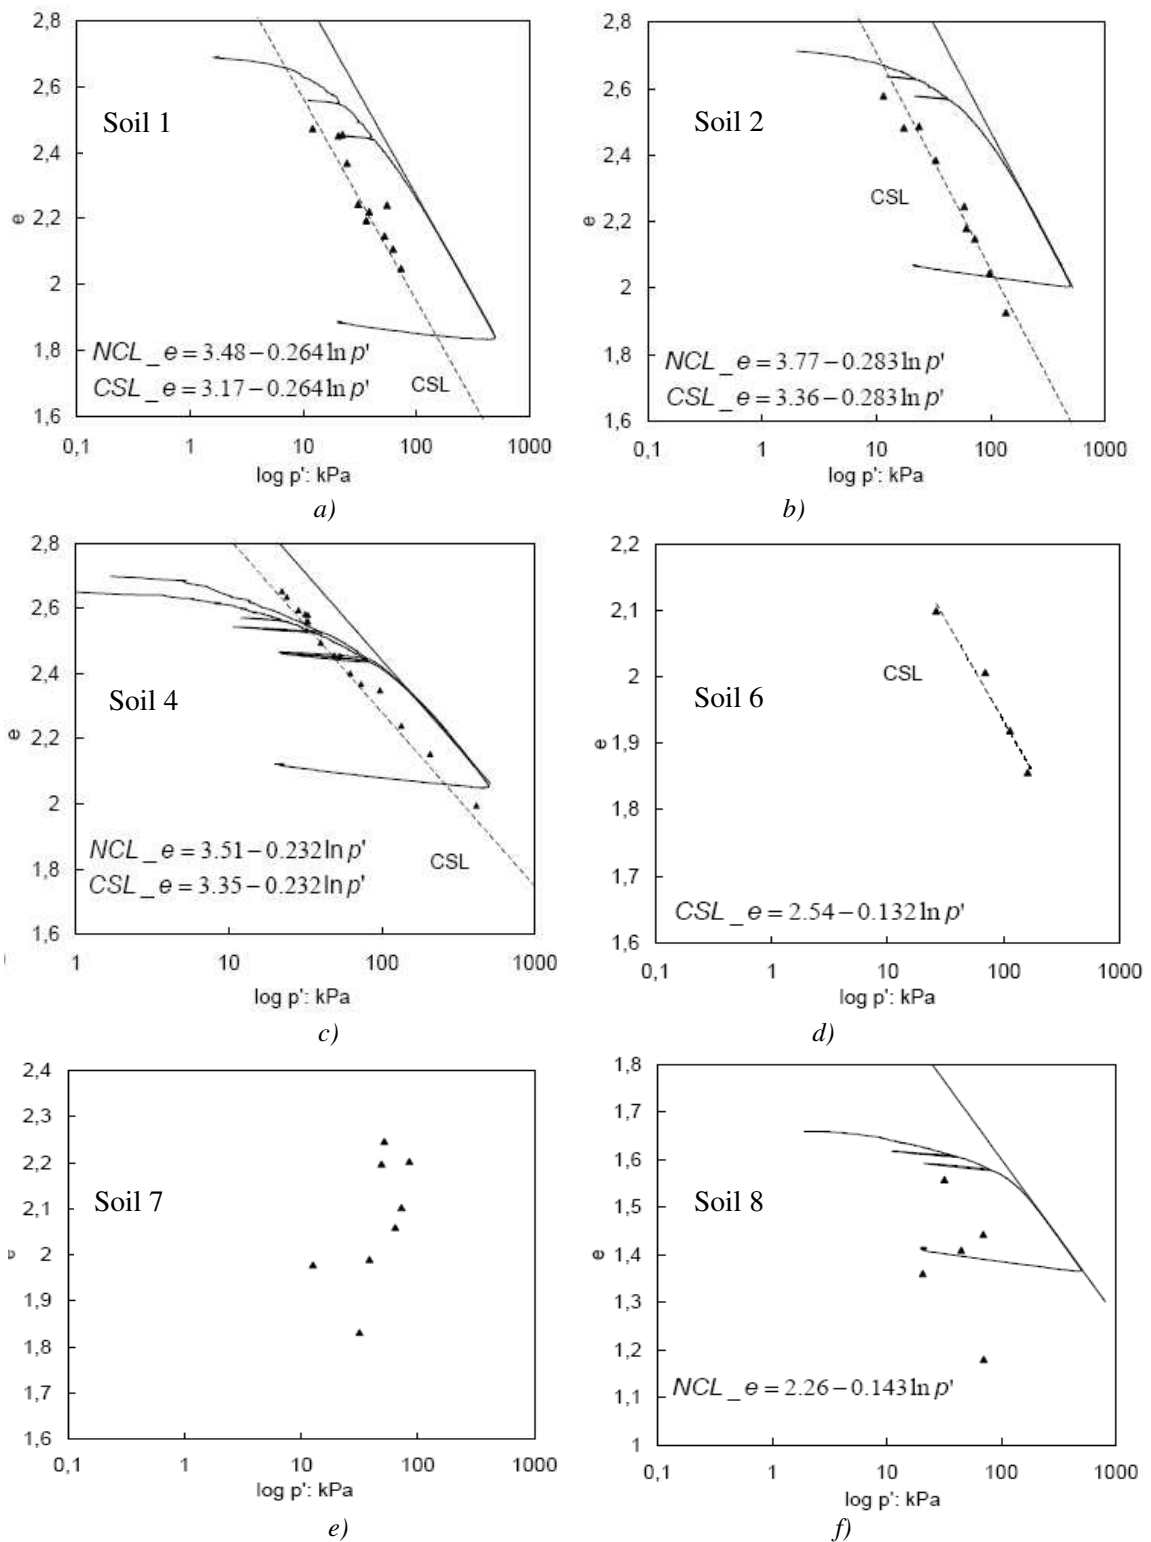 2,8
2,6
2,4
2,2
2
1,8
1,6
e
Soil 1
NCL_e = 3.48 − 0.264 ln p'
CSL_e = 3.17 − 0.264 ln p'
CSL
0,1 1 10 100 1000
log p': kPa
a)
2,8
2,6
2,4
2,2
2
1,8
1,6
e
Soil 2
CSL
NCL_e = 3.77 − 0.283 ln p'
CSL_e = 3.36 − 0.283 ln p'
0,1 1 10 100 1000
log p': kPa
b)
2,8
2,6
2,4
2,2
2
1,8
1,6
e
Soil 4
NCL_e = 3.51 − 0.232 ln p'
CSL_e = 3.35 − 0.232 ln p'
CSL
1 10 100 1000
log p': kPa
c)
2,2
2,1
2
1,9
1,8
1,7
1,6
e
CSL
Soil 6
CSL_e = 2.54 − 0.132 ln p'
0,1 1 10 100 1000
log p': kPa
d)
2,4
2,3
2,2
2,1
2
1,9
1,8
1,7
1,6
e
Soil 7
0,1 1 10 100 1000
log p': kPa
e)
1,8
1,7
1,6
1,5
1,4
1,3
1,2
1,1
1
e
Soil 8
NCL_e = 2.26 − 0.143 ln p'
0,1 1 10 100 1000
log p': kPa
f)